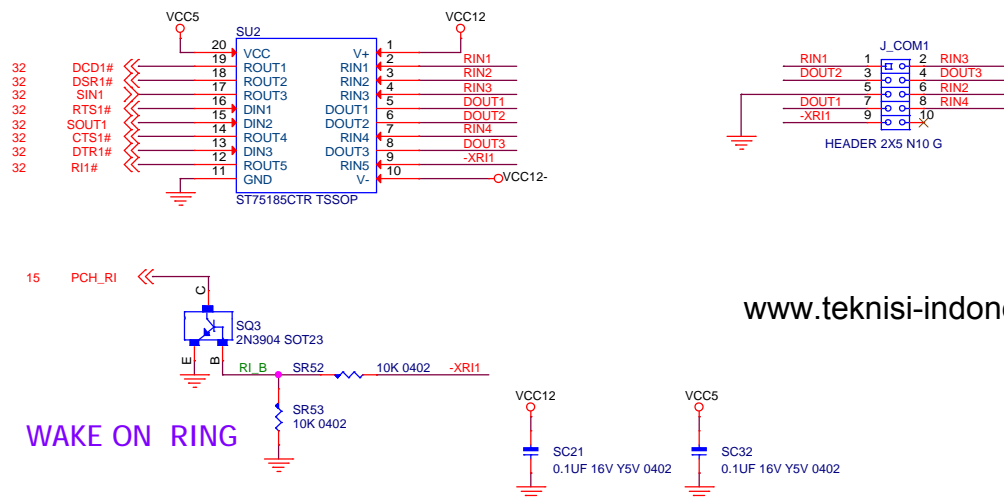 VCC5
VCC12
SU2
20 VCC V+ 1
32 DCD1# 19 ROUT1 RIN1 2 RIN1
32 DSR1# 18 ROUT2 RIN2 3 RIN2
32 SIN1 17 ROUT3 RIN3 4 RIN3
32 RTS1# 16 DIN1 DOUT1 5 DOUT1
32 SOUT1 15 DIN2 DOUT2 6 DOUT2
32 CTS1# 14 ROUT4 RIN4 7 RIN4
32 DTR1# 13 DIN3 DOUT3 8 DOUT3
32 RI1# 12 ROUT5 RIN5 9 -XRI1
11 GND V- 10 VCC12-
ST75185CTR TSSOP
J_COM1
RIN1 1 2 RIN3
DOUT2 3 4 DOUT3
5 6 RIN2
DOUT1 7 8 RIN4
-XRI1 9 10
HEADER 2X5 N10 G
15 PCH_RI
C
SQ3
2N3904 SOT23
E
B
RI_B
SR52
10K 0402
-XRI1
SR53
10K 0402
WAKE ON RING
www.teknisi-indon
VCC12
SC21
0.1UF 16V Y5V 0402
VCC5
SC32
0.1UF 16V Y5V 0402